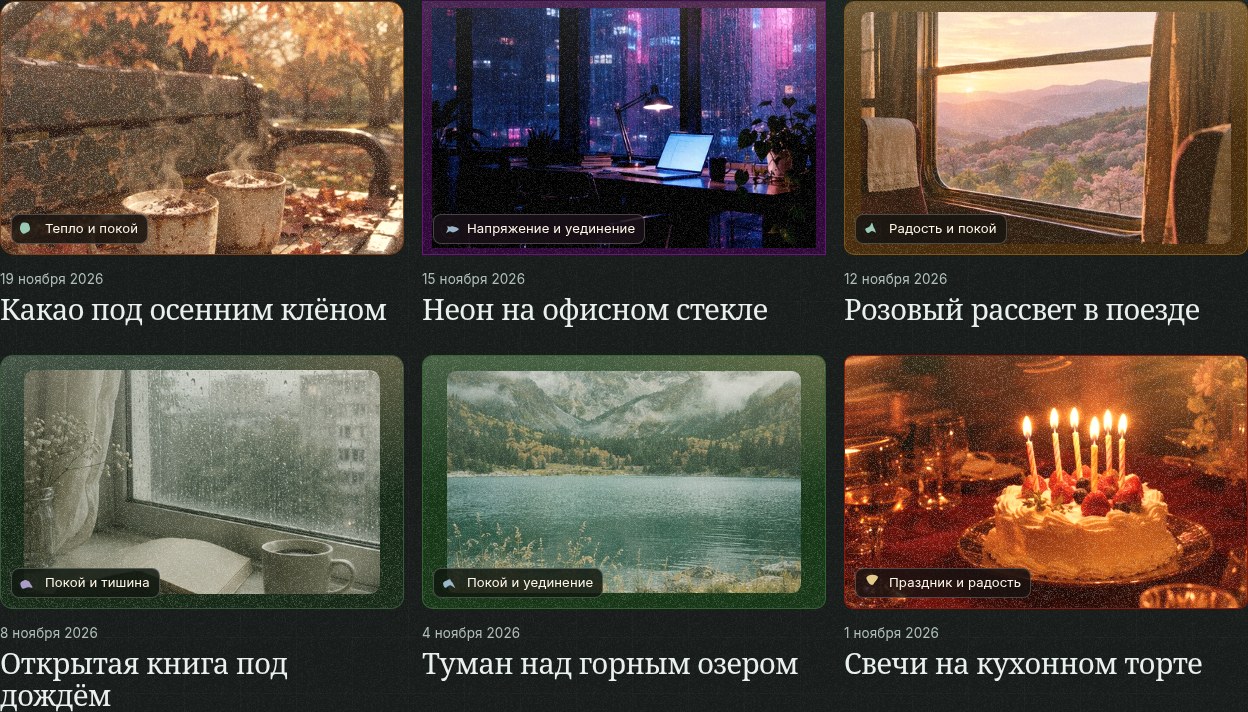 Тепло и покой
Напряжение и уединение
Радость и покой
19 ноября 2026
15 ноября 2026
12 ноября 2026
Какао под осенним клёном
Неон на офисном стекле
Розовый рассвет в поезде
Покой и тишина
Покой и уединение
Праздник и радость
8 ноября 2026
4 ноября 2026
1 ноября 2026
Открытая книга под
дождём
Туман над горным озером
Свечи на кухонном торте